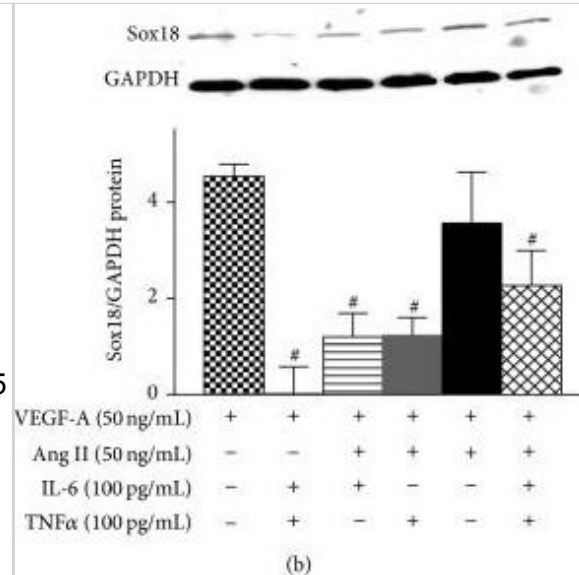 Sox18
GAPDH
Sox18/GAPDH protein
4
2
0
# # # # 
5
VEGF-A (50 ng/mL) + + + + + +
Ang II (50 ng/mL) − − + + + +
IL-6 (100 pg/mL) − + + − − +
TNFα (100 pg/mL) − + − + − +
(b)